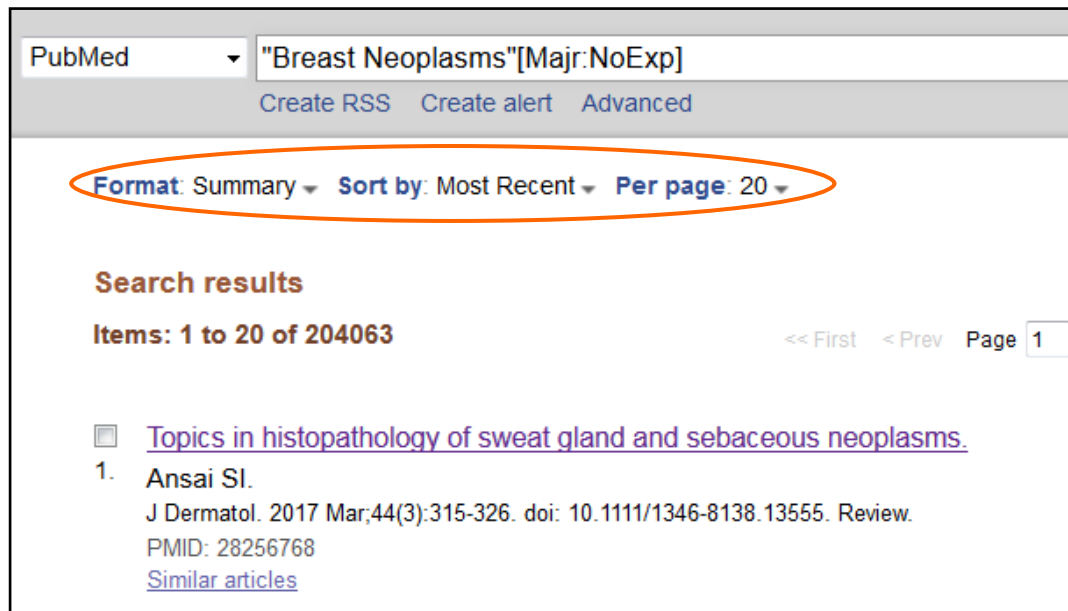 PubMed "Breast Neoplasms"[Majr:NoExp]
Create RSS Create alert Advanced
Format: Summary Sort by: Most Recent Per page: 20
Search results
Items: 1 to 20 of 204063 << First < Prev Page 1
Topics in histopathology of sweat gland and sebaceous neoplasms.
1. Ansai SI.
J Dermatol. 2017 Mar;44(3):315-326. doi: 10.1111/1346-8138.13555. Review.
PMID: 28256768
Similar articles